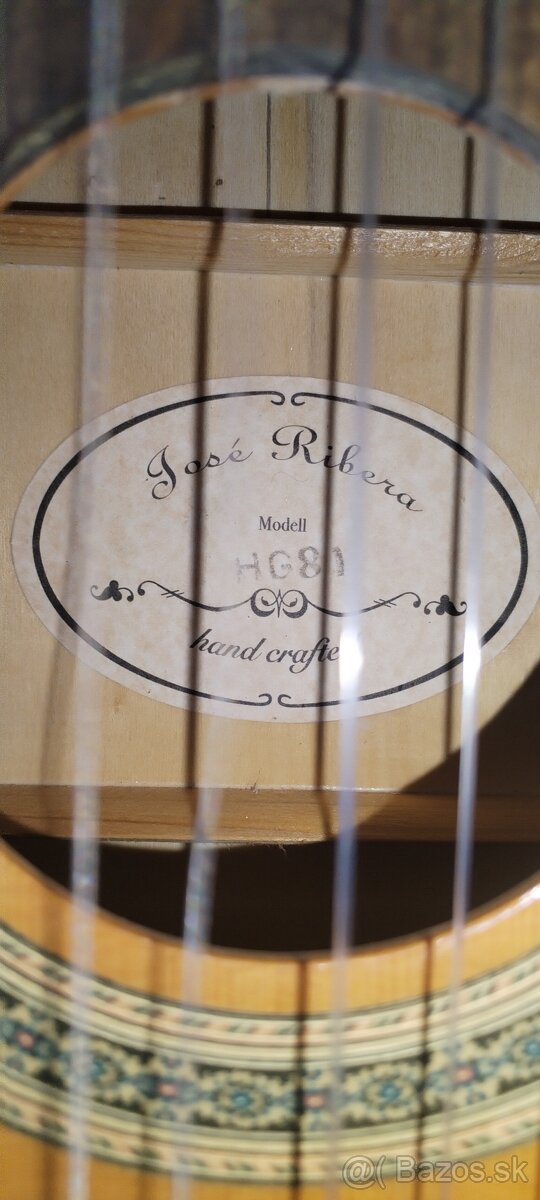 José Ribera
Modell
HG81
hand crafte
@( Bazos.sk